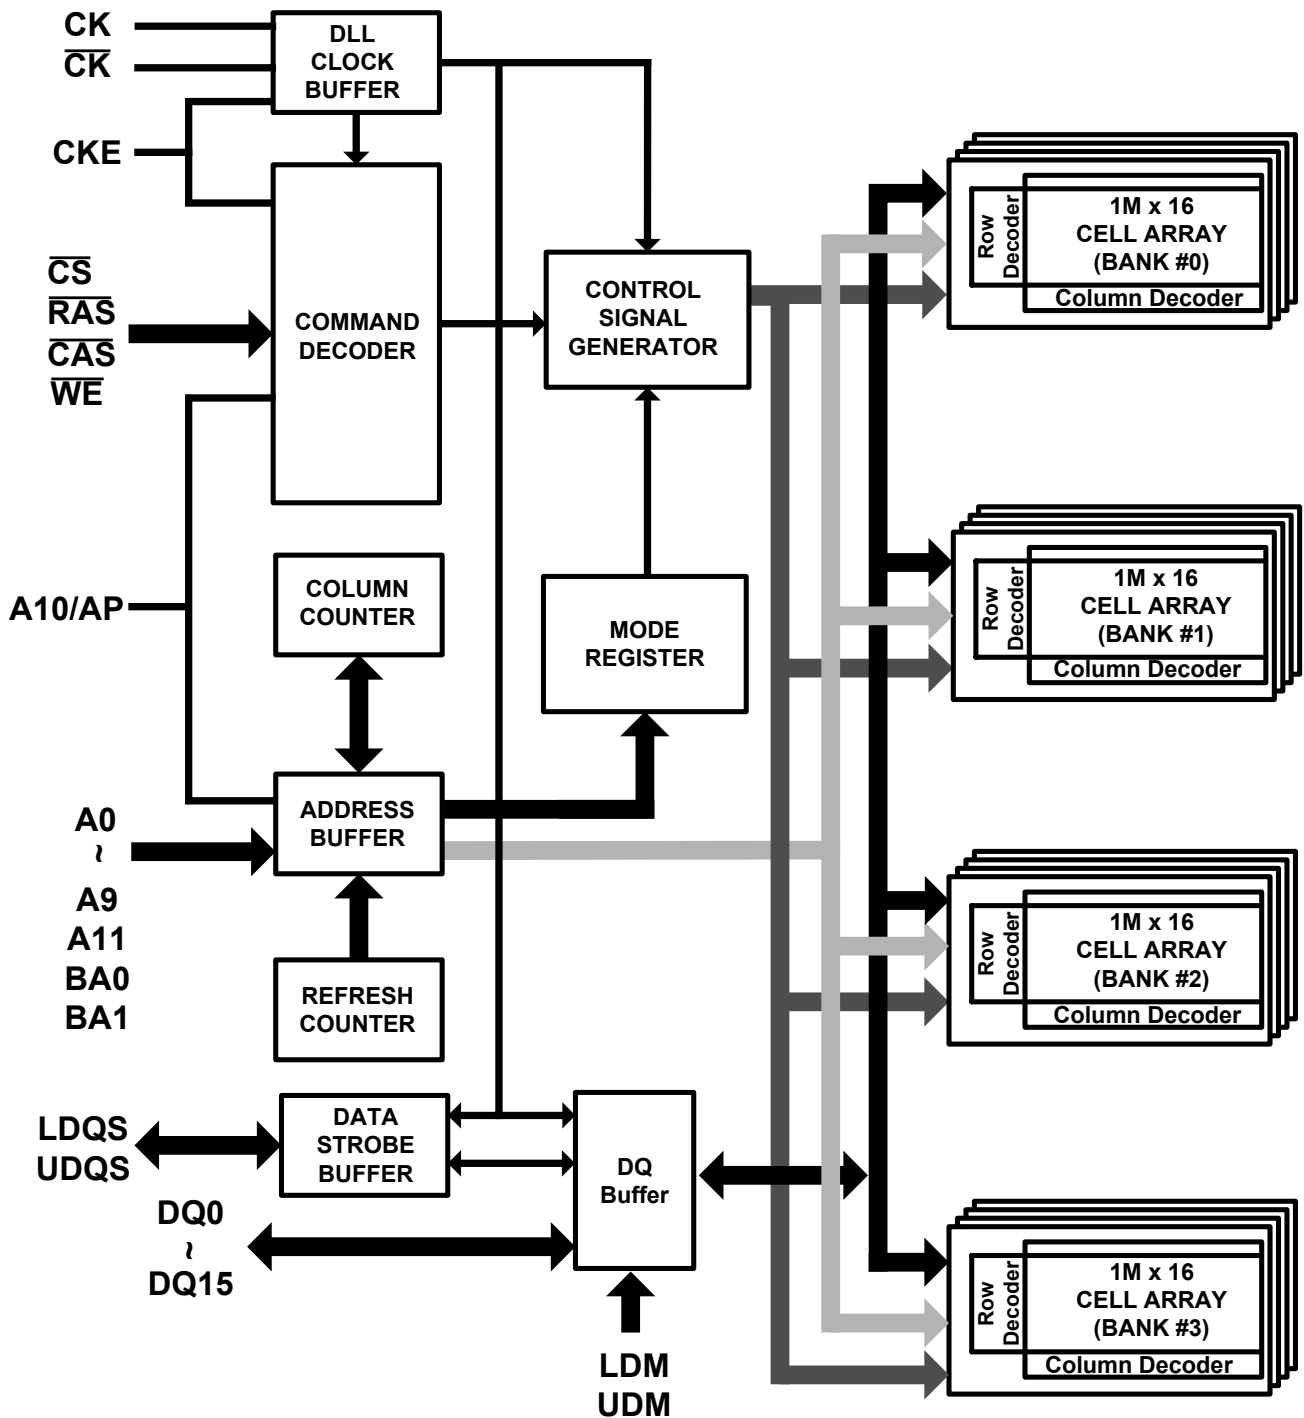 CK
CK
CKE
CS
RAS
CAS
WE
A10/AP
A0
~
A9
A11
BA0
BA1
LDQS
UDQS
DQ0
~
DQ15
DLL
CLOCK
BUFFER
COMMAND
DECODER
COLUMN
COUNTER
ADDRESS
BUFFER
REFRESH
COUNTER
DATA
STROBE
BUFFER
CONTROL
SIGNAL
GENERATOR
MODE
REGISTER
DQ
Buffer
LDM
UDM
Row
Decoder
1M x 16
CELL ARRAY
(BANK #0)
Column Decoder
Row
Decoder
1M x 16
CELL ARRAY
(BANK #1)
Column Decoder
Row
Decoder
1M x 16
CELL ARRAY
(BANK #2)
Column Decoder
Row
Decoder
1M x 16
CELL ARRAY
(BANK #3)
Column Decoder